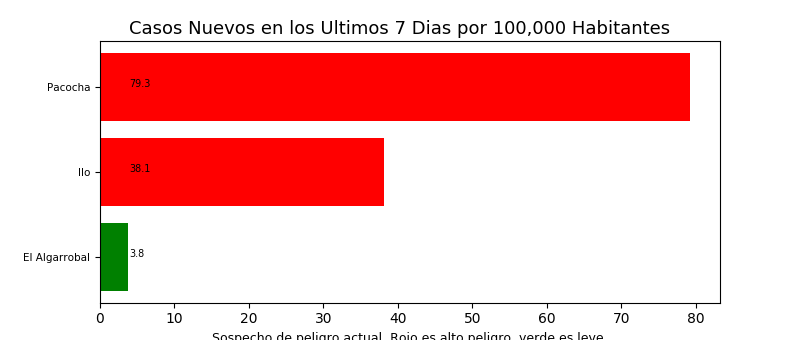 Casos Nuevos en los Ultimos 7 Dias por 100,000 Habitantes
Pacocha
79.3
Ilo
38.1
El Algarrobal
3.8
0 10 20 30 40 50 60 70 80
Sospecho de peligro actual. Rojo es alto peligro, verde es leve